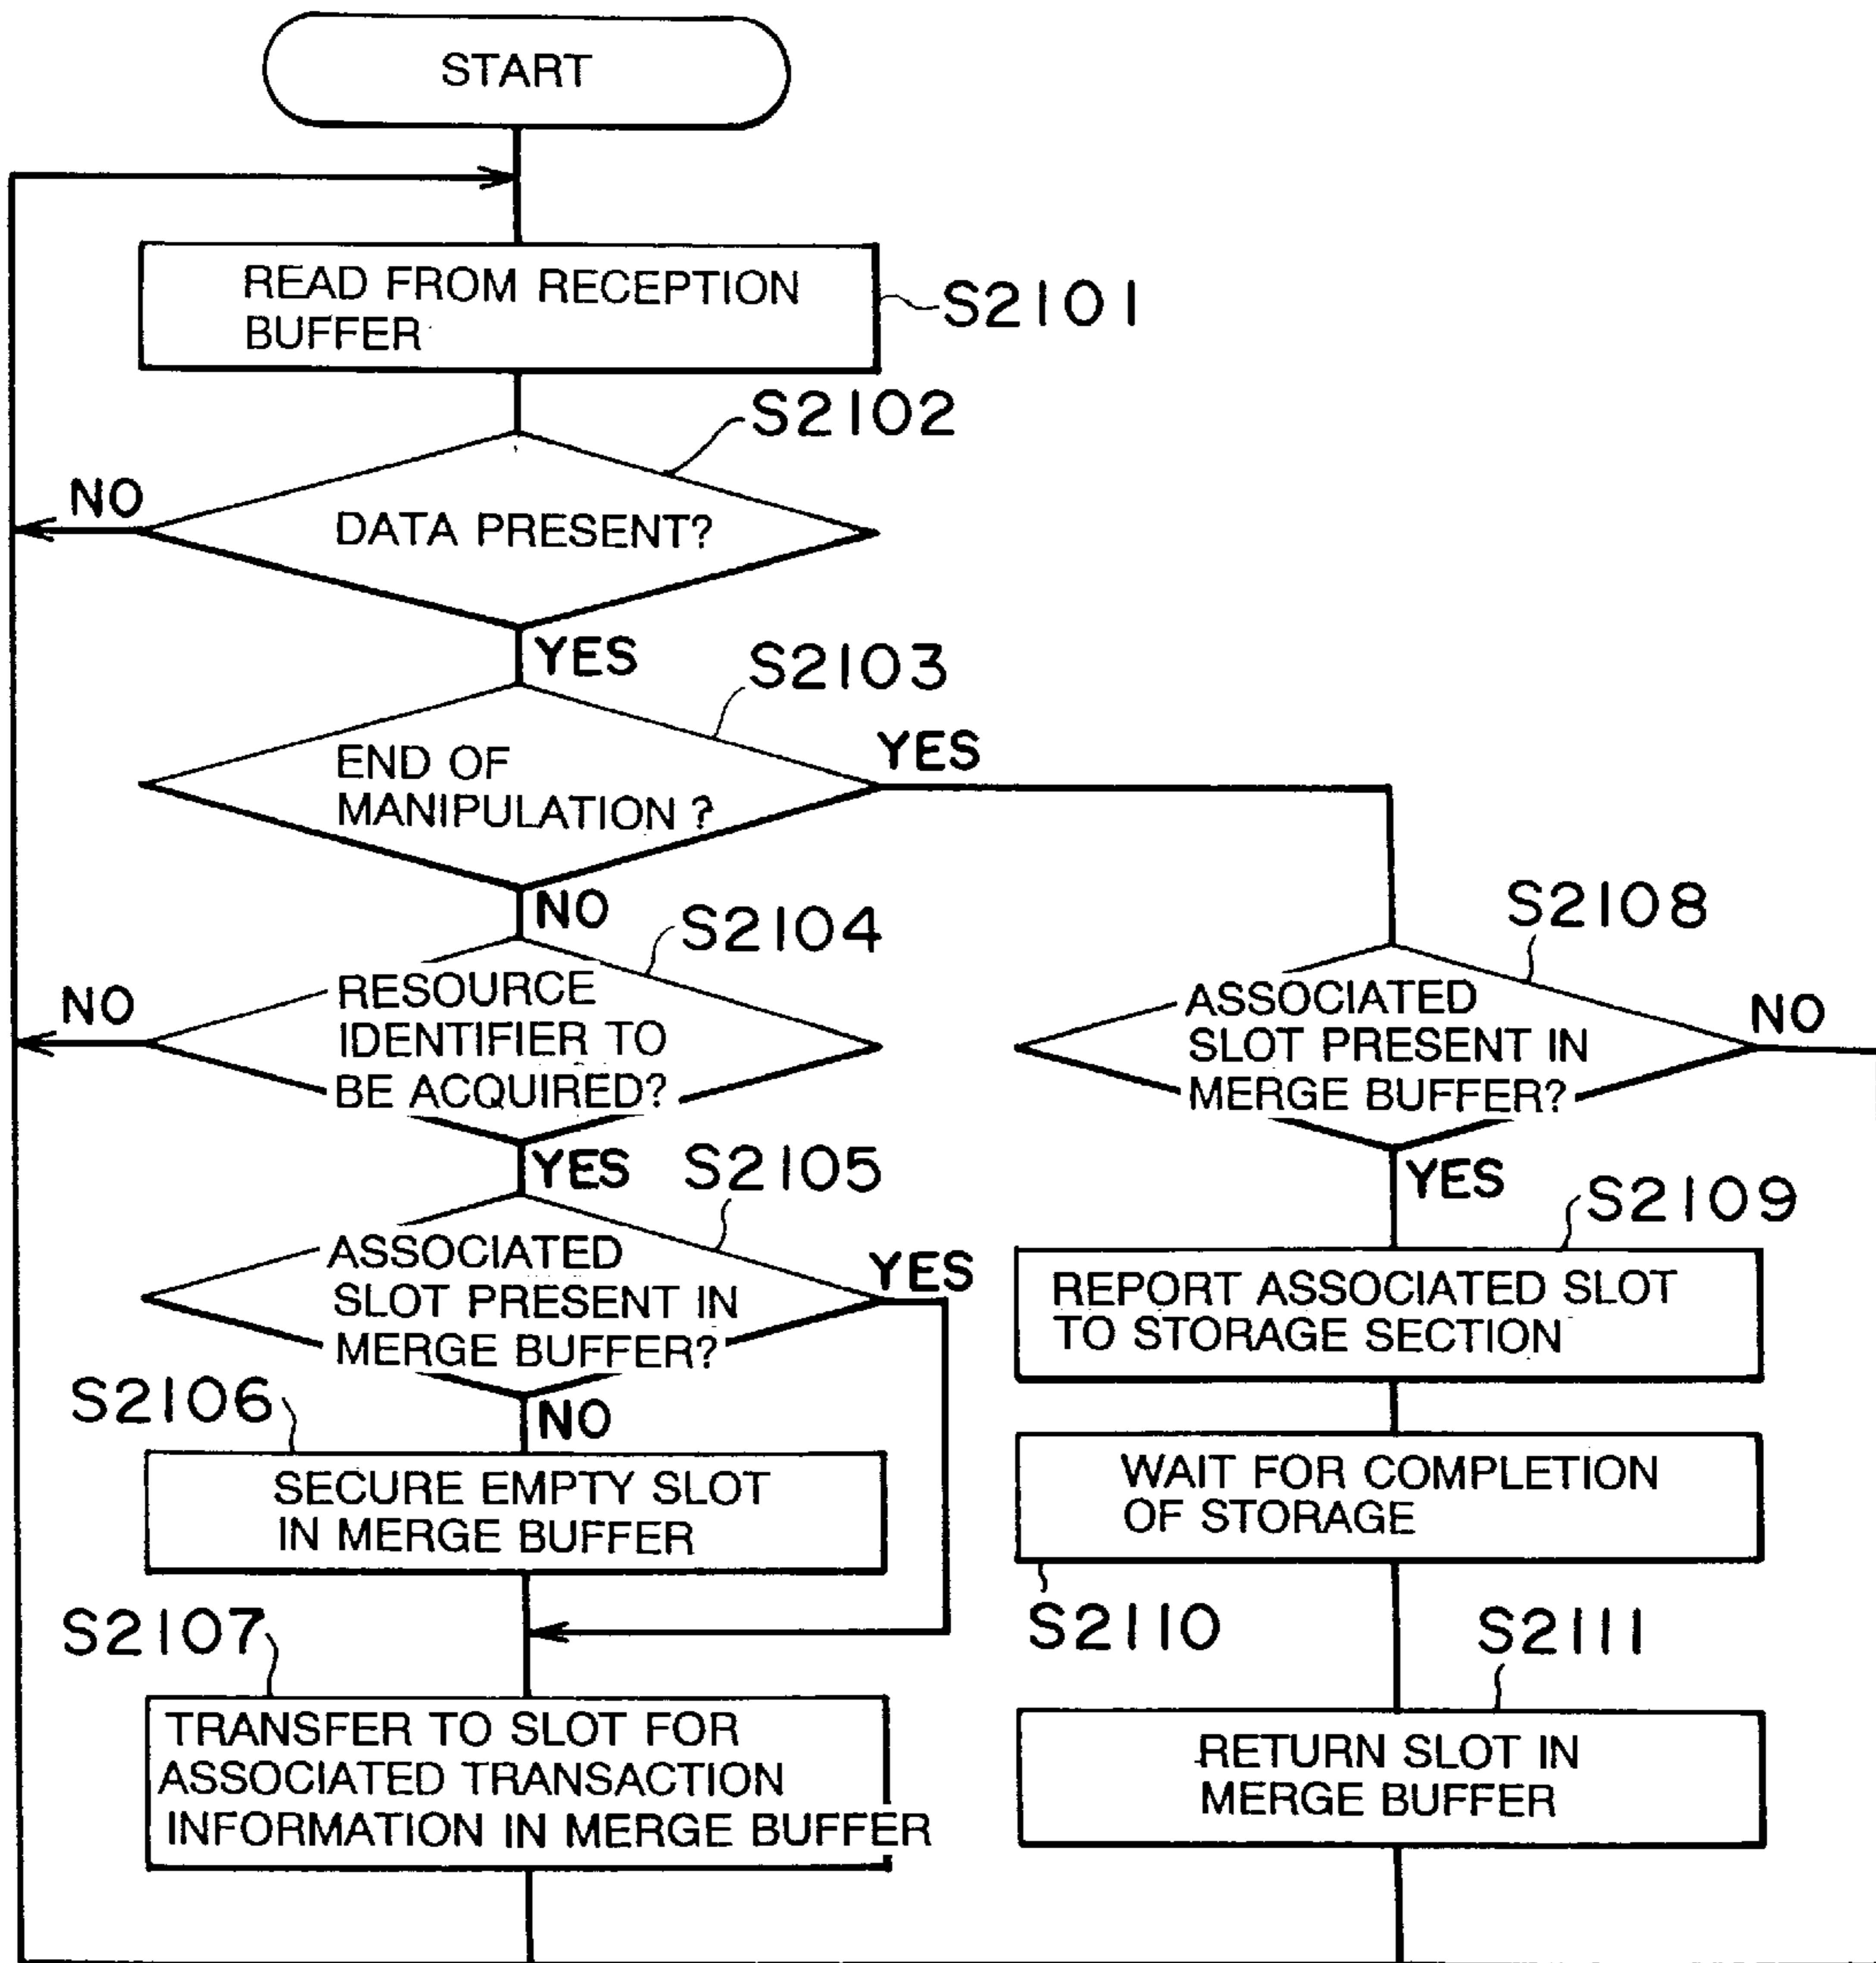 START
READ FROM RECEPTION
BUFFER
S2101
S2102
NO
DATA PRESENT?
YES
S2103
END OF
MANIPULATION ?
YES
NO
S2104
NO
RESOURCE
IDENTIFIER TO
BE ACQUIRED?
YES
S2105
ASSOCIATED
SLOT PRESENT IN
MERGE BUFFER?
YES
NO
S2106
SECURE EMPTY SLOT
IN MERGE BUFFER
S2107
TRANSFER TO SLOT FOR
ASSOCIATED TRANSACTION
INFORMATION IN MERGE BUFFER
S2108
ASSOCIATED
SLOT PRESENT IN
MERGE BUFFER?
NO
YES
S2109
REPORT ASSOCIATED SLOT
TO STORAGE SECTION
WAIT FOR COMPLETION
OF STORAGE
S2110
S2111
RETURN SLOT IN
MERGE BUFFER